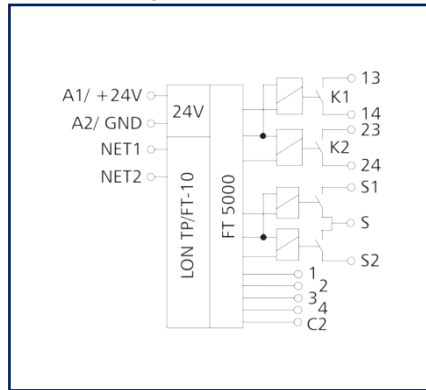 A1/ +24V
A2/ GND
NET1
NET2
24V
LON TP/FT-10
FT 5000
K1
13
14
K2
23
24
S1
S
S2
1
2
3
4
C2